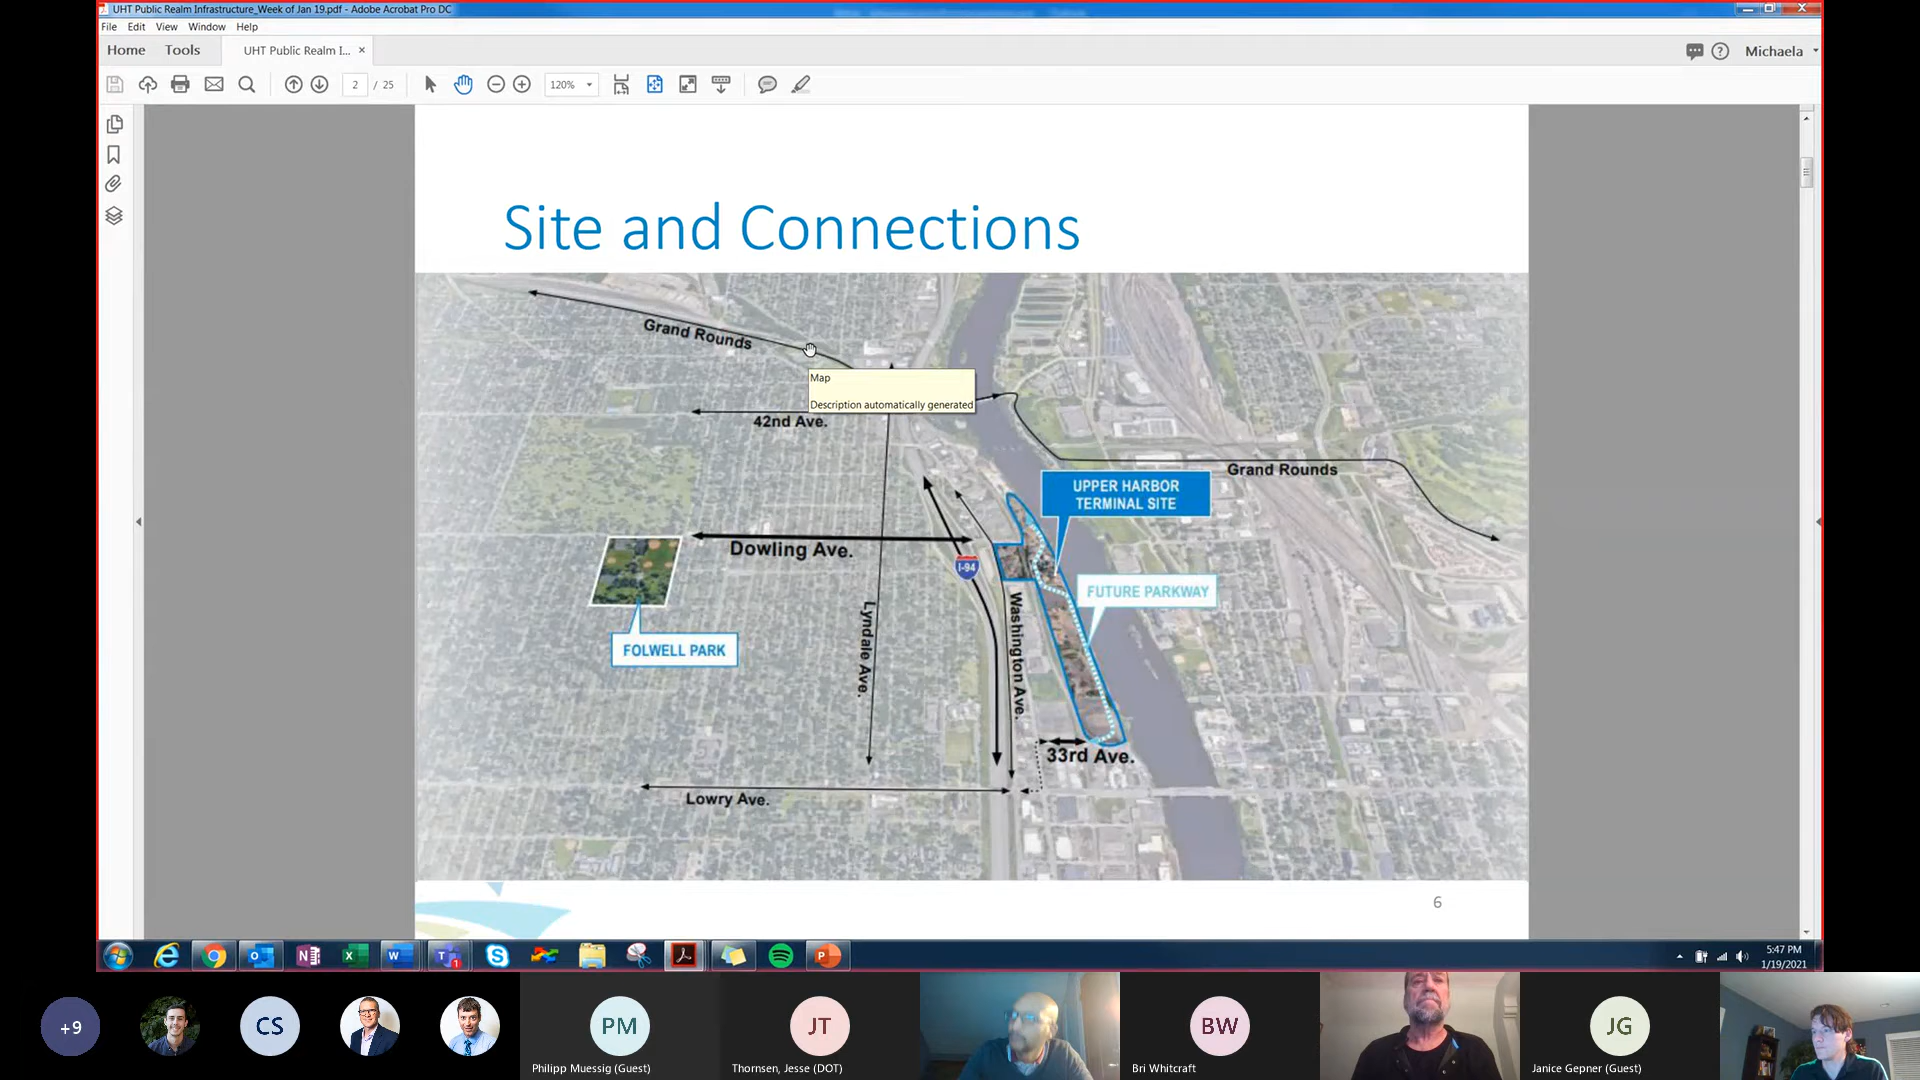 UHT Public Realm Infrastructure_Week of Jan 19.pdf - Adobe Acrobat Pro DC
File Edit View Window Help
Home Tools UHT Public Realm I... ×
Michaela
2 / 25
120%
Site and Connections
Grand Rounds
Map
Description automatically generated
42nd Ave.
Grand Rounds
UPPER HARBOR
TERMINAL SITE
Dowling Ave.
I-94
FUTURE PARKWAY
Lyndale Ave.
Washington Ave.
FOLWELL PARK
33rd Ave.
Lowry Ave.
6
5:47 PM
1/19/2021
+9
CS
PM
JT
BW
JG
Philipp Muessig (Guest)
Thornsen, Jesse (DOT)
Bri Whitcraft
Janice Gepner (Guest)